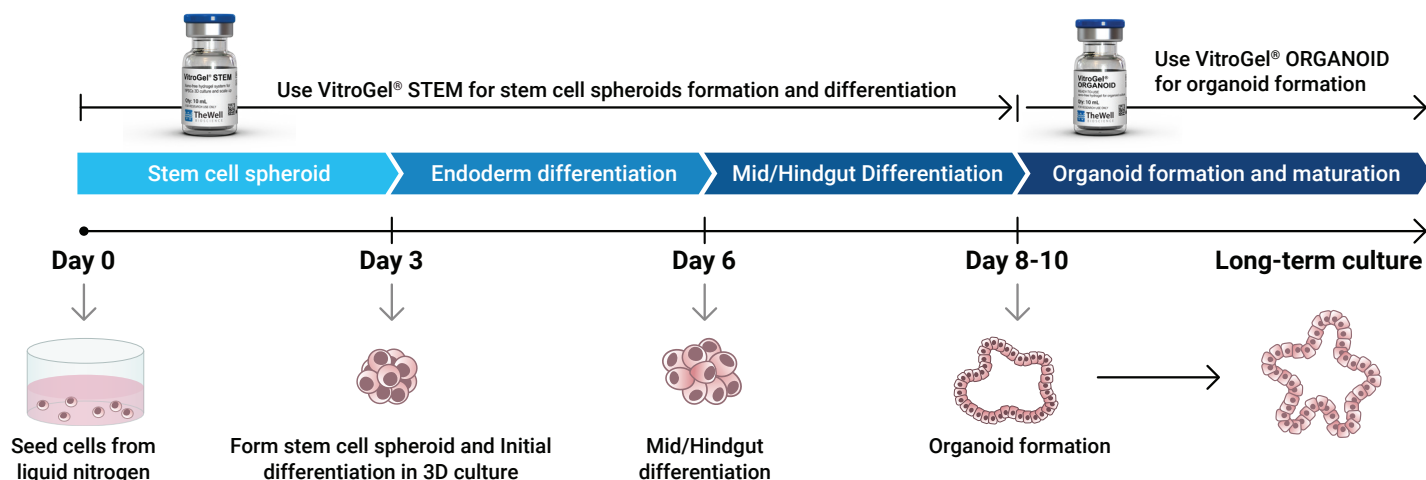 Use VitroGel® STEM for stem cell spheroids formation and differentiation
Use VitroGel® ORGANOID
for organoid formation
VitroGel® STEM
Qty: 10 mL
TheWell
BIOSCIENCE
VitroGel®
ORGANOID
Qty: 10 mL
TheWell
BIOSCIENCE
Stem cell spheroid
Endoderm differentiation
Mid/Hindgut Differentiation
Organoid formation and maturation
Day 0
Day 3
Day 6
Day 8-10
Long-term culture
Seed cells from
liquid nitrogen
Form stem cell spheroid and Initial
differentiation in 3D culture
Mid/Hindgut
differentiation
Organoid formation